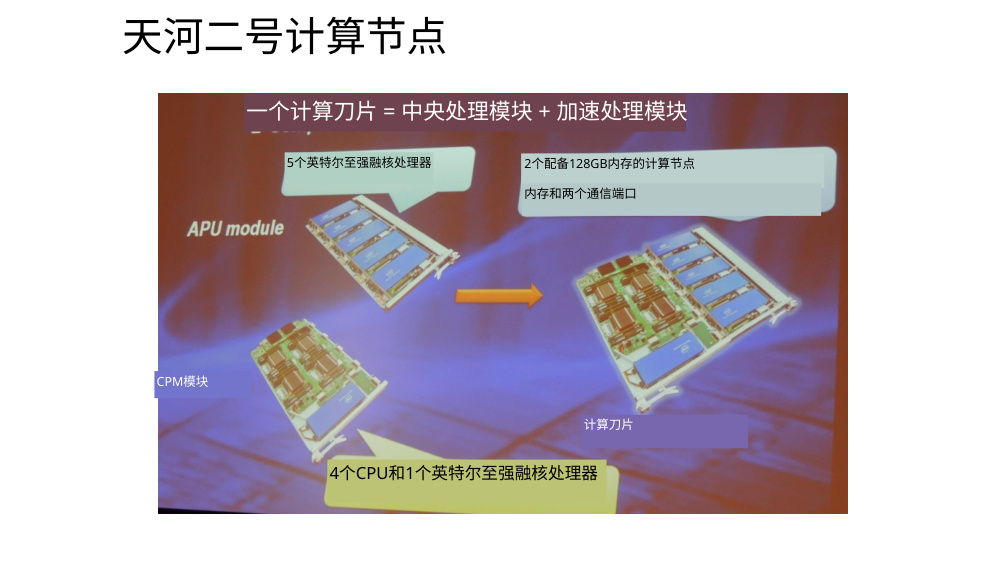 天河二号计算节点
一个计算刀片 = 中央处理模块 + 加速处理模块
5个英特尔至强融核处理器
2个配备128GB内存的计算节点
内存和两个通信端口
APU module
CPM模块
计算刀片
4个CPU和1个英特尔至强融核处理器